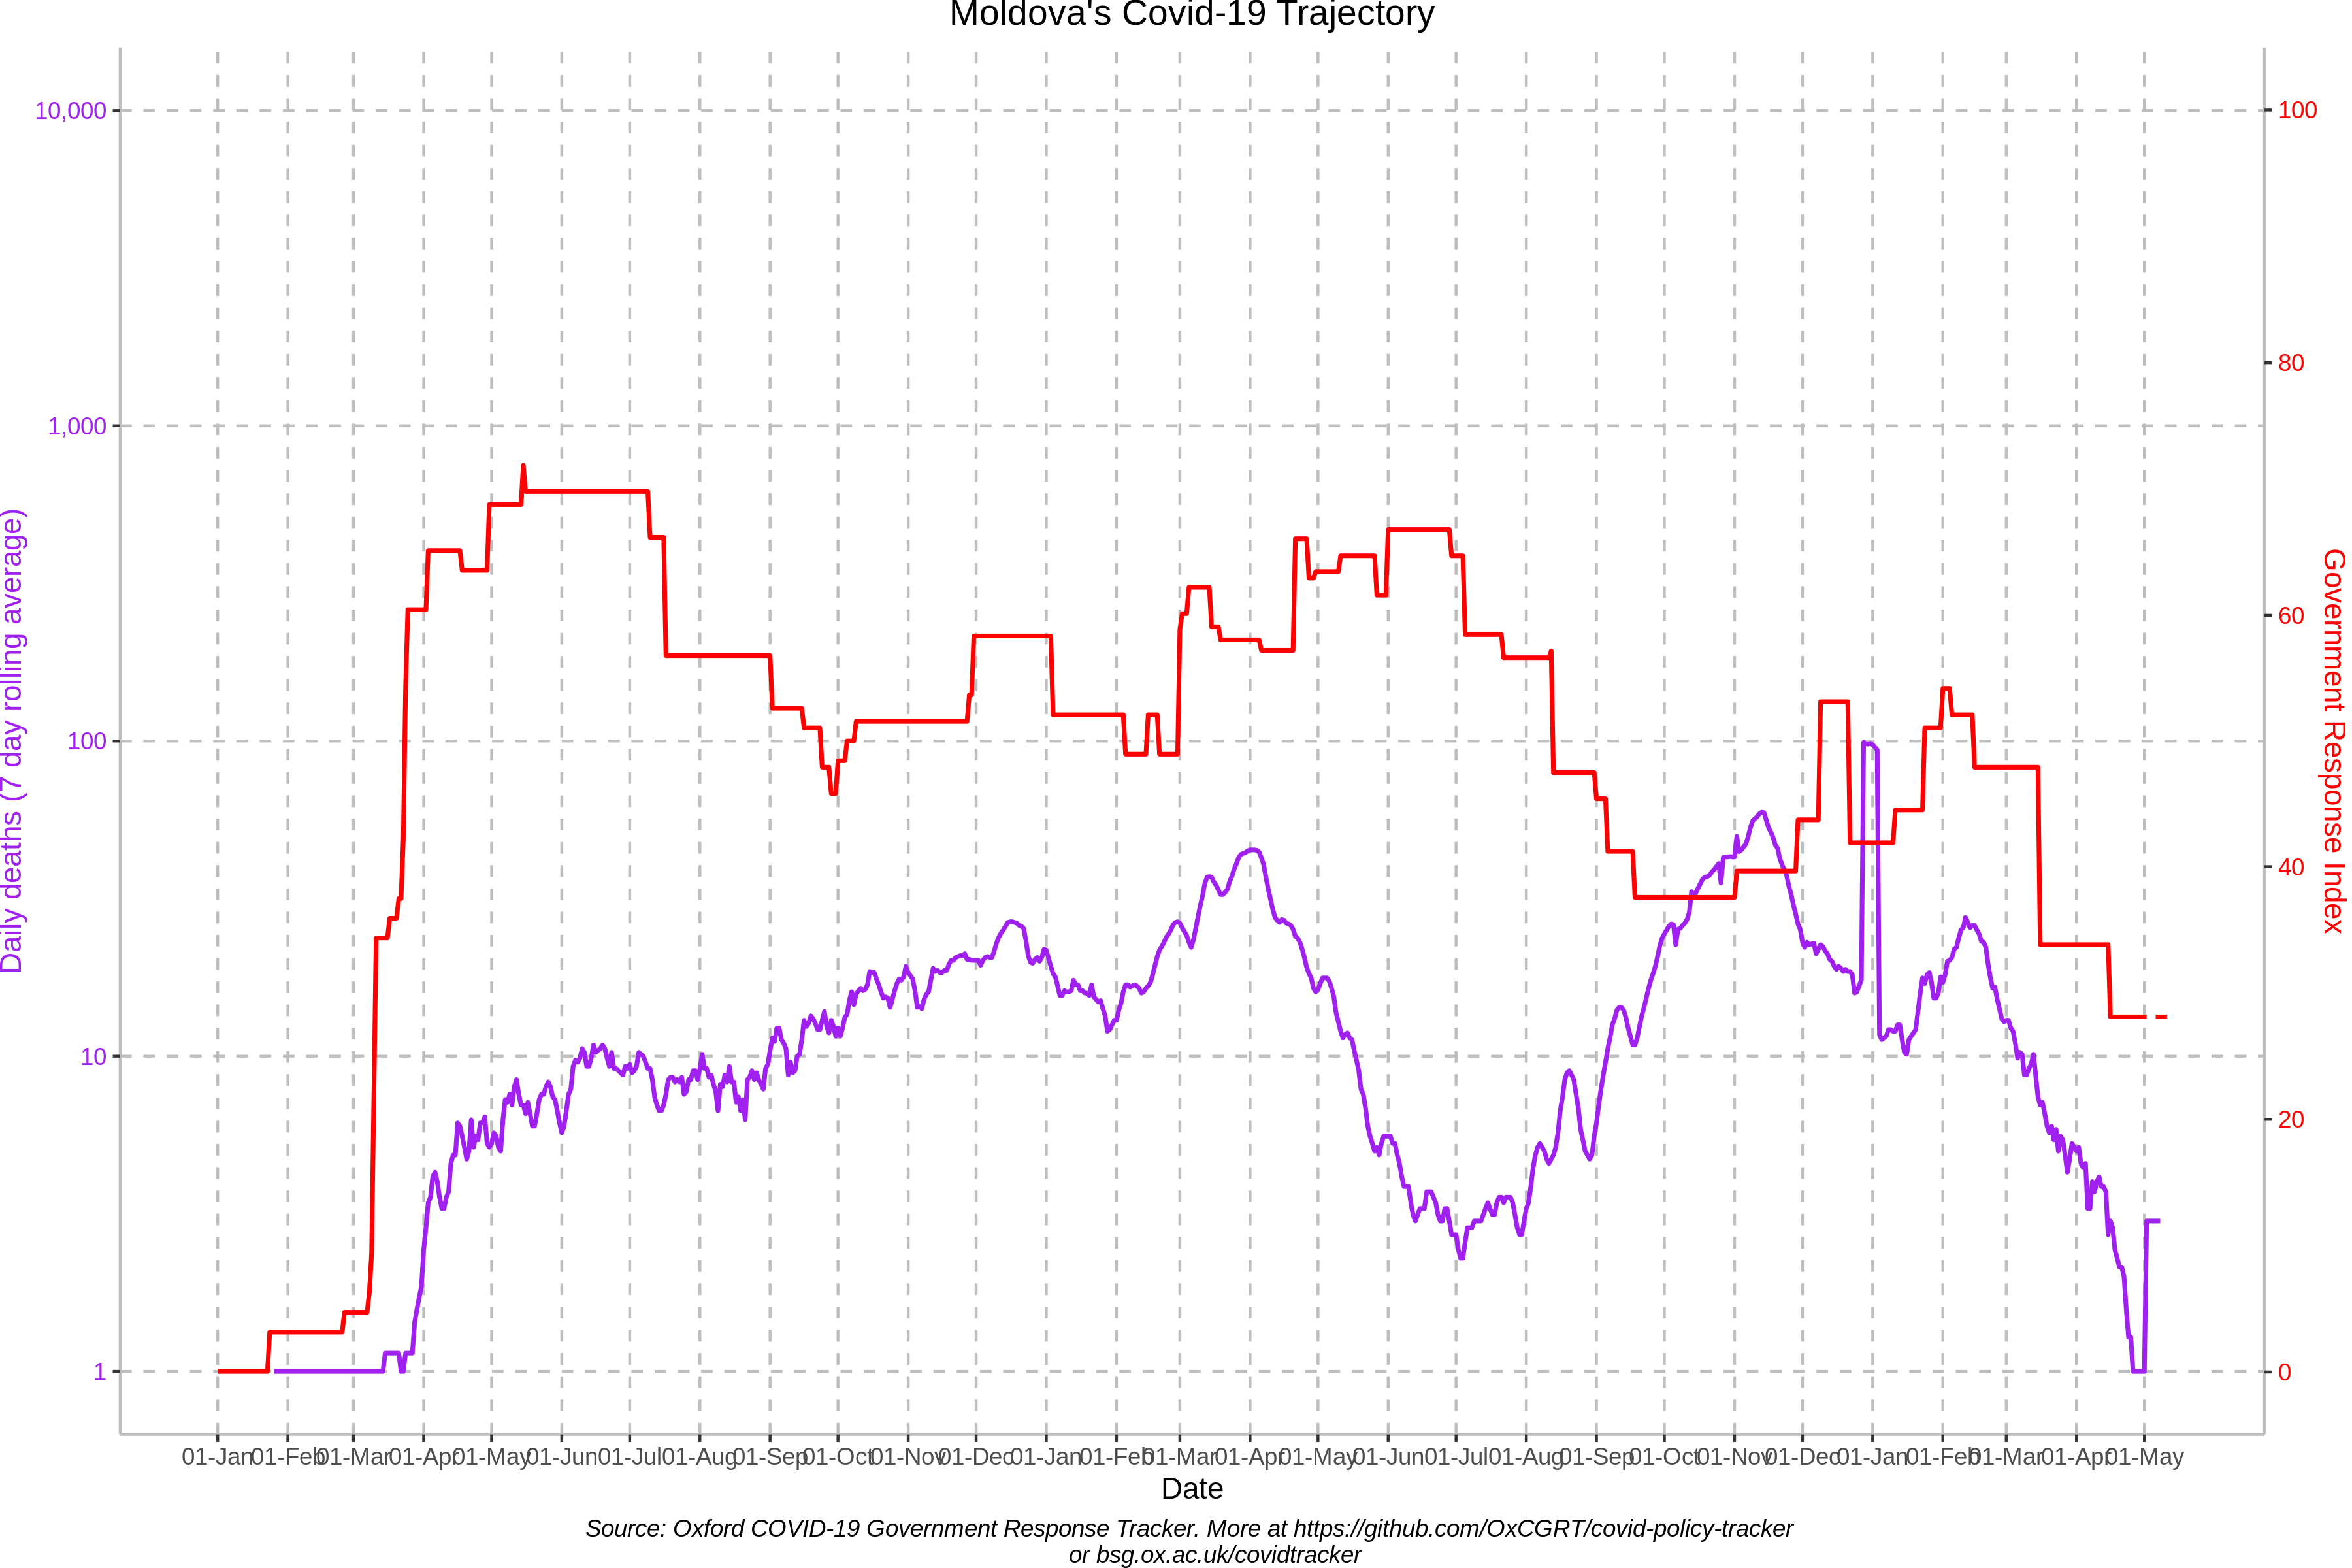 Moldova's Covid-19 Trajectory
10,000
1,000
100
10
1
Daily deaths (7 day rolling average)
100
80
60
40
20
0
Government Response Index
01-Jan 01-Feb 01-Mar 01-Apr 01-May 01-Jun 01-Jul 01-Aug 01-Sep 01-Oct 01-Nov 01-Dec 01-Jan 01-Feb 01-Mar 01-Apr 01-May 01-Jun 01-Jul 01-Aug 01-Sep 01-Oct 01-Nov 01-Dec 01-Jan 01-Feb 01-Mar 01-Apr 01-May
Date
Source: Oxford COVID-19 Government Response Tracker. More at https://github.com/OxCGRT/covid-policy-tracker
or bsg.ox.ac.uk/covidtracker